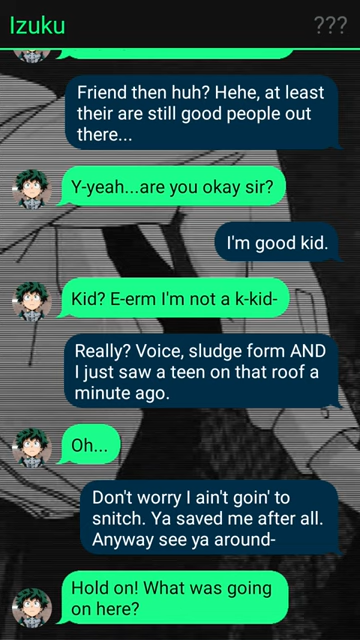 Izuku
???
Friend then huh? Hehe, at least
their are still good people out
there...
Y-yeah...are you okay sir?
I'm good kid.
Kid? E-erm I'm not a k-kid-
Really? Voice, sludge form AND
I just saw a teen on that roof a
minute ago.
Oh...
Don't worry I ain't goin' to
snitch. Ya saved me after all.
Anyway see ya around-
Hold on! What was going
on here?